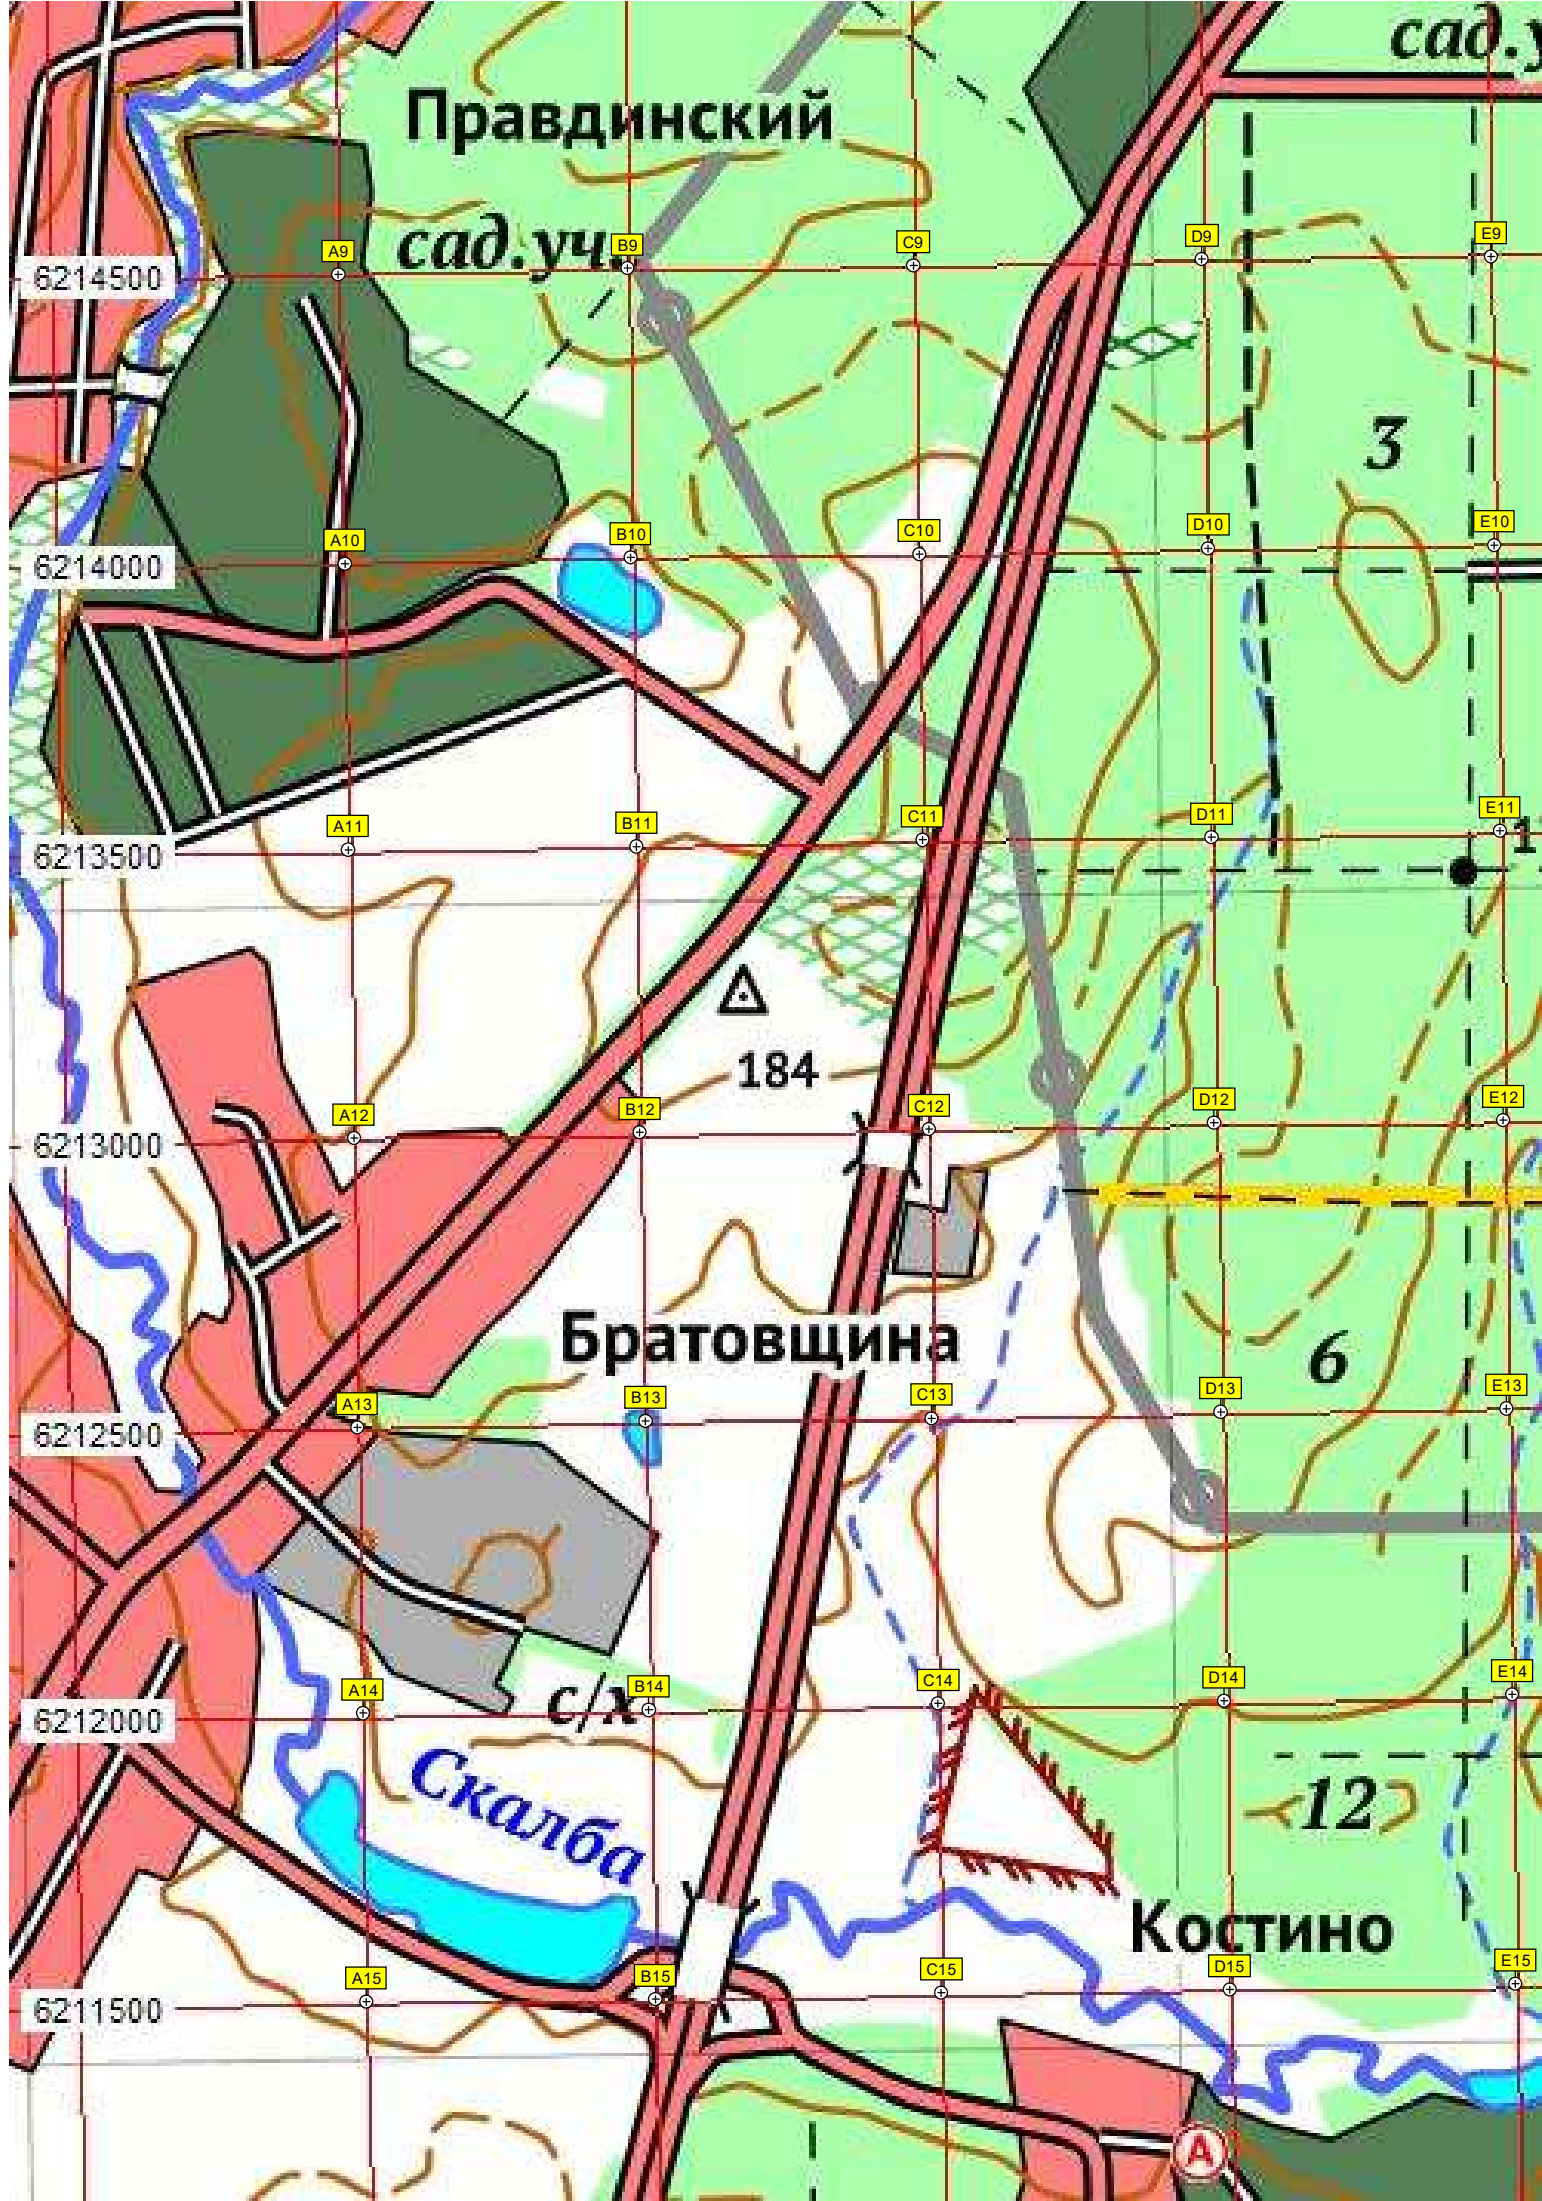 сад.у
Правдинский
сад.уч.
A9
B9
C9
D9
E9
6214500
3
A10
B10
C10
D10
E10
6214000
A11
B11
C11
D11
E11
1
6213500
184
A12
B12
C12
D12
E12
6213000
Братовщина
6
A13
B13
C13
D13
E13
6212500
A14
B14
C14
D14
E14
с/х
6212000
Скалба
12
Костино
A15
B15
C15
D15
E15
6211500
А